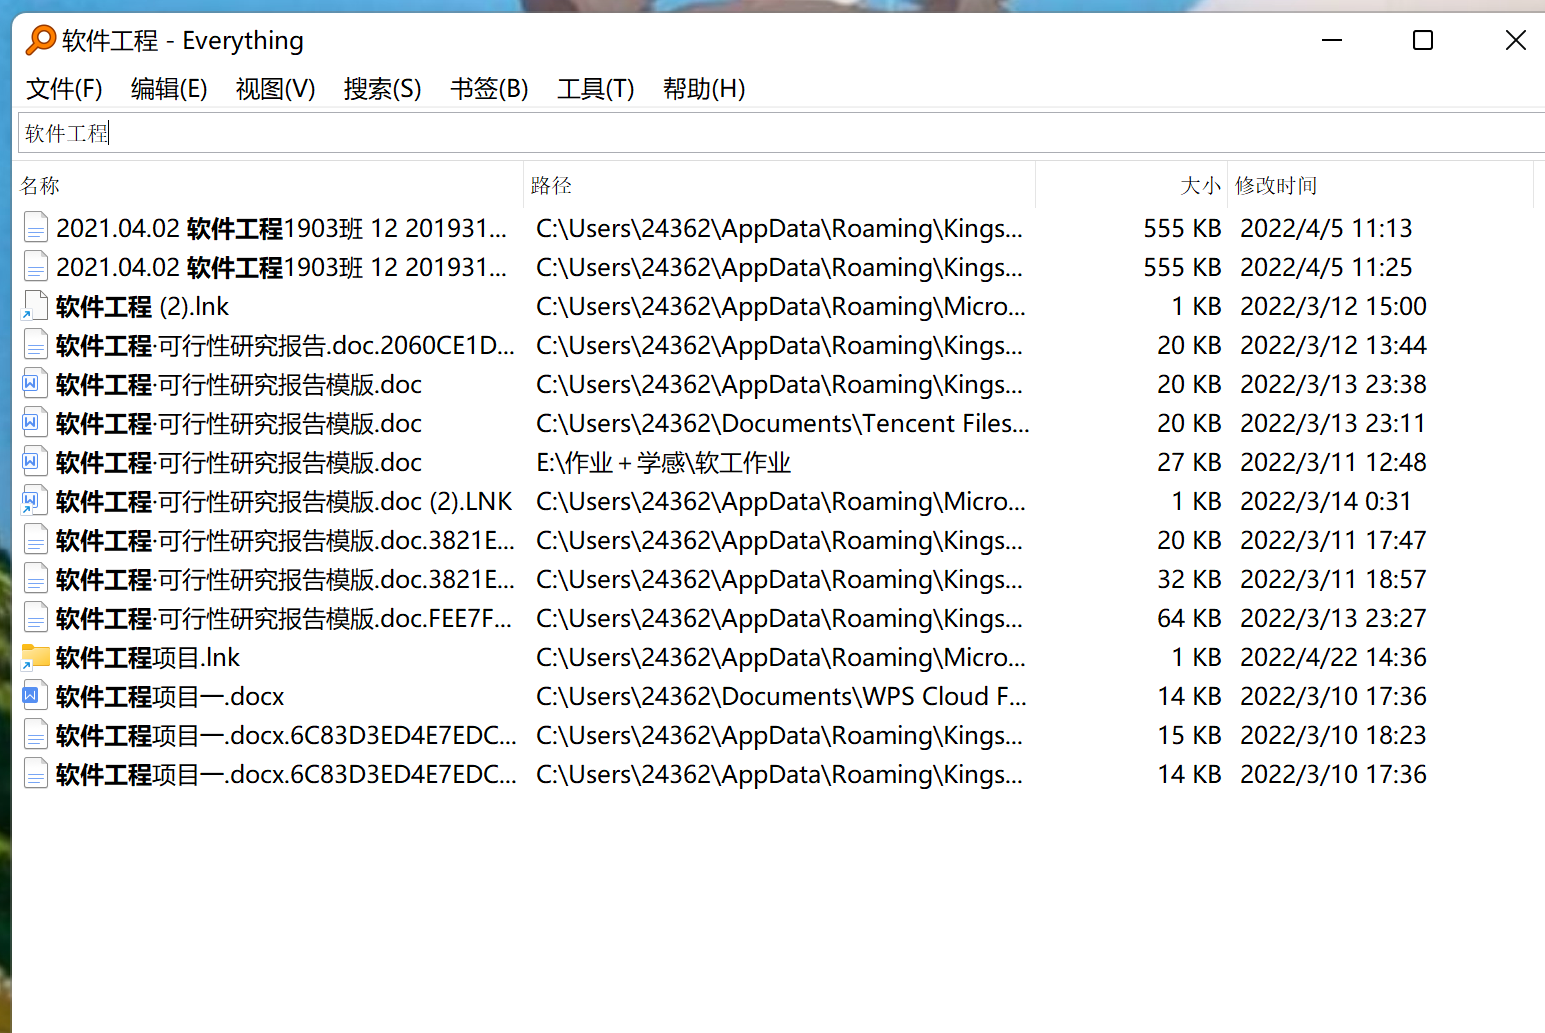 软件工程 - Everything
文件(F) 编辑(E) 视图(V) 搜索(S) 书签(B) 工具(T) 帮助(H)
软件工程
名称 路径 大小 修改时间
2021.04.02 软件工程1903班 12 201931... C:\Users\24362\AppData\Roaming\Kings... 555 KB 2022/4/5 11:13
2021.04.02 软件工程1903班 12 201931... C:\Users\24362\AppData\Roaming\Kings... 555 KB 2022/4/5 11:25
软件工程 (2).lnk C:\Users\24362\AppData\Roaming\Micro... 1 KB 2022/3/12 15:00
软件工程·可行性研究报告.doc.2060CE1D... C:\Users\24362\AppData\Roaming\Kings... 20 KB 2022/3/12 13:44
软件工程·可行性研究报告模版.doc C:\Users\24362\AppData\Roaming\Kings... 20 KB 2022/3/13 23:38
软件工程·可行性研究报告模版.doc C:\Users\24362\Documents\Tencent Files... 20 KB 2022/3/13 23:11
软件工程·可行性研究报告模版.doc E:\作业＋学感\软工作业 27 KB 2022/3/11 12:48
软件工程·可行性研究报告模版.doc (2).LNK C:\Users\24362\AppData\Roaming\Micro... 1 KB 2022/3/14 0:31
软件工程·可行性研究报告模版.doc.3821E... C:\Users\24362\AppData\Roaming\Kings... 20 KB 2022/3/11 17:47
软件工程·可行性研究报告模版.doc.3821E... C:\Users\24362\AppData\Roaming\Kings... 32 KB 2022/3/11 18:57
软件工程·可行性研究报告模版.doc.FEE7F... C:\Users\24362\AppData\Roaming\Kings... 64 KB 2022/3/13 23:27
软件工程项目.lnk C:\Users\24362\AppData\Roaming\Micro... 1 KB 2022/4/22 14:36
软件工程项目一.docx C:\Users\24362\Documents\WPS Cloud F... 14 KB 2022/3/10 17:36
软件工程项目一.docx.6C83D3ED4E7EDC... C:\Users\24362\AppData\Roaming\Kings... 15 KB 2022/3/10 18:23
软件工程项目一.docx.6C83D3ED4E7EDC... C:\Users\24362\AppData\Roaming\Kings... 14 KB 2022/3/10 17:36